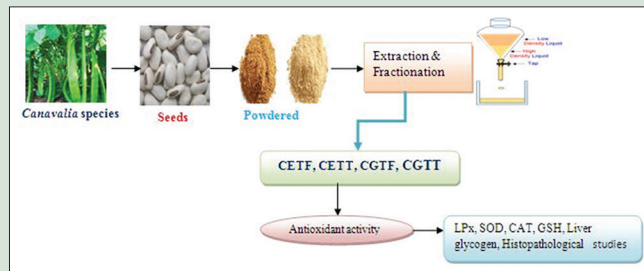 Canavalia species
Seeds
Powdered
Extraction &
Fractionation
Low
Density Liquid
High
Density Liquid
Tap
CETF, CETT, CGTF, CGTT
Antioxidant activity
LPx, SOD, CAT, GSH, Liver
glycogen, Histopathological studies